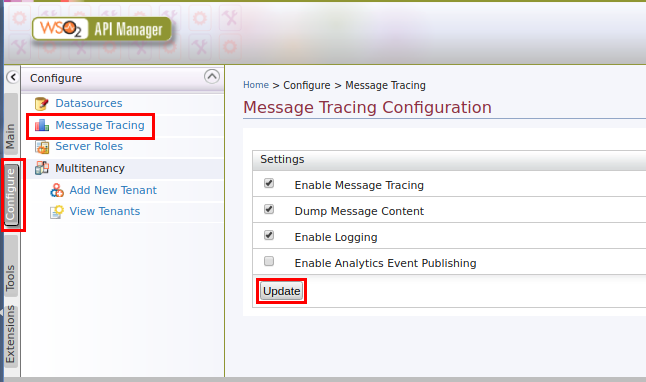 WSO2 API Manager
Main
Configure
Tools
Extensions
Configure
Datasources
Message Tracing
Server Roles
Multitenancy
Add New Tenant
View Tenants
Home > Configure > Message Tracing
Message Tracing Configuration
Settings
Enable Message Tracing
Dump Message Content
Enable Logging
Enable Analytics Event Publishing
Update